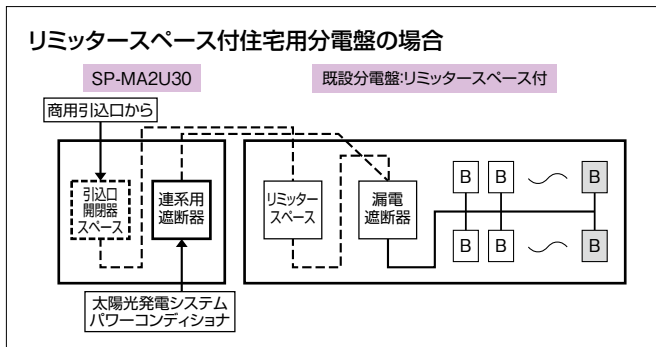 リミッタースペース付住宅用分電盤の場合
SP-MA2U30
既設分電盤:リミッタースペース付
商用引込口から
引込口
開閉器
スペース
連系用
遮断器
リミッター
スペース
漏電
遮断器
B B B
B B B
太陽光発電システム
パワーコンディショナ